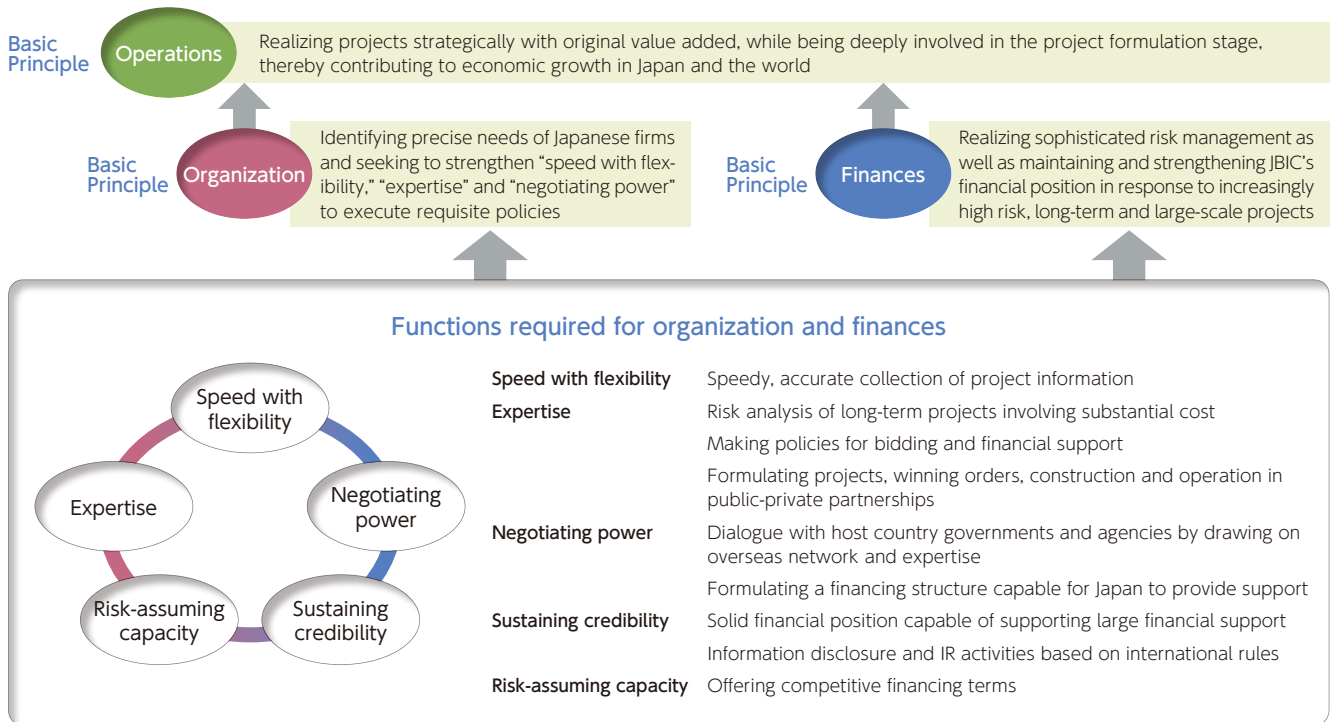 Basic
Principle
Operations
Realizing projects strategically with original value added, while being deeply involved in the project formulation stage,
thereby contributing to economic growth in Japan and the world
Basic
Principle
Organization
Identifying precise needs of Japanese firms
and seeking to strengthen “speed with flex-
ibility,” “expertise” and “negotiating power”
to execute requisite policies
Basic
Principle
Finances
Realizing sophisticated risk management as
well as maintaining and strengthening JBIC’s
financial position in response to increasingly
high risk, long-term and large-scale projects
Functions required for organization and finances
Speed with
flexibility
Expertise
Negotiating
power
Risk-assuming
capacity
Sustaining
credibility
Speed with flexibility Speedy, accurate collection of project information
Expertise Risk analysis of long-term projects involving substantial cost
Making policies for bidding and financial support
Formulating projects, winning orders, construction and operation in
public-private partnerships
Negotiating power Dialogue with host country governments and agencies by drawing on
overseas network and expertise
Formulating a financing structure capable for Japan to provide support
Sustaining credibility Solid financial position capable of supporting large financial support
Information disclosure and IR activities based on international rules
Risk-assuming capacity Offering competitive financing terms